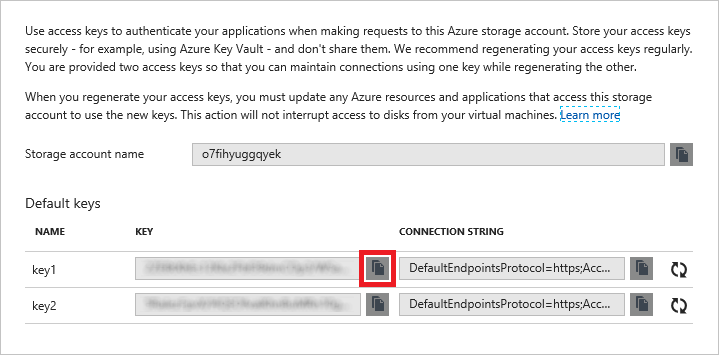 Use access keys to authenticate your applications when making requests to this Azure storage account. Store your access keys
securely - for example, using Azure Key Vault - and don't share them. We recommend regenerating your access keys regularly.
You are provided two access keys so that you can maintain connections using one key while regenerating the other.
When you regenerate your access keys, you must update any Azure resources and applications that access this storage
account to use the new keys. This action will not interrupt access to disks from your virtual machines. Learn more
Storage account name o7fihyuggqyek
Default keys
NAME KEY CONNECTION STRING
key1 DefaultEndpointsProtocol=https;Acc...
key2 DefaultEndpointsProtocol=https;Acc...